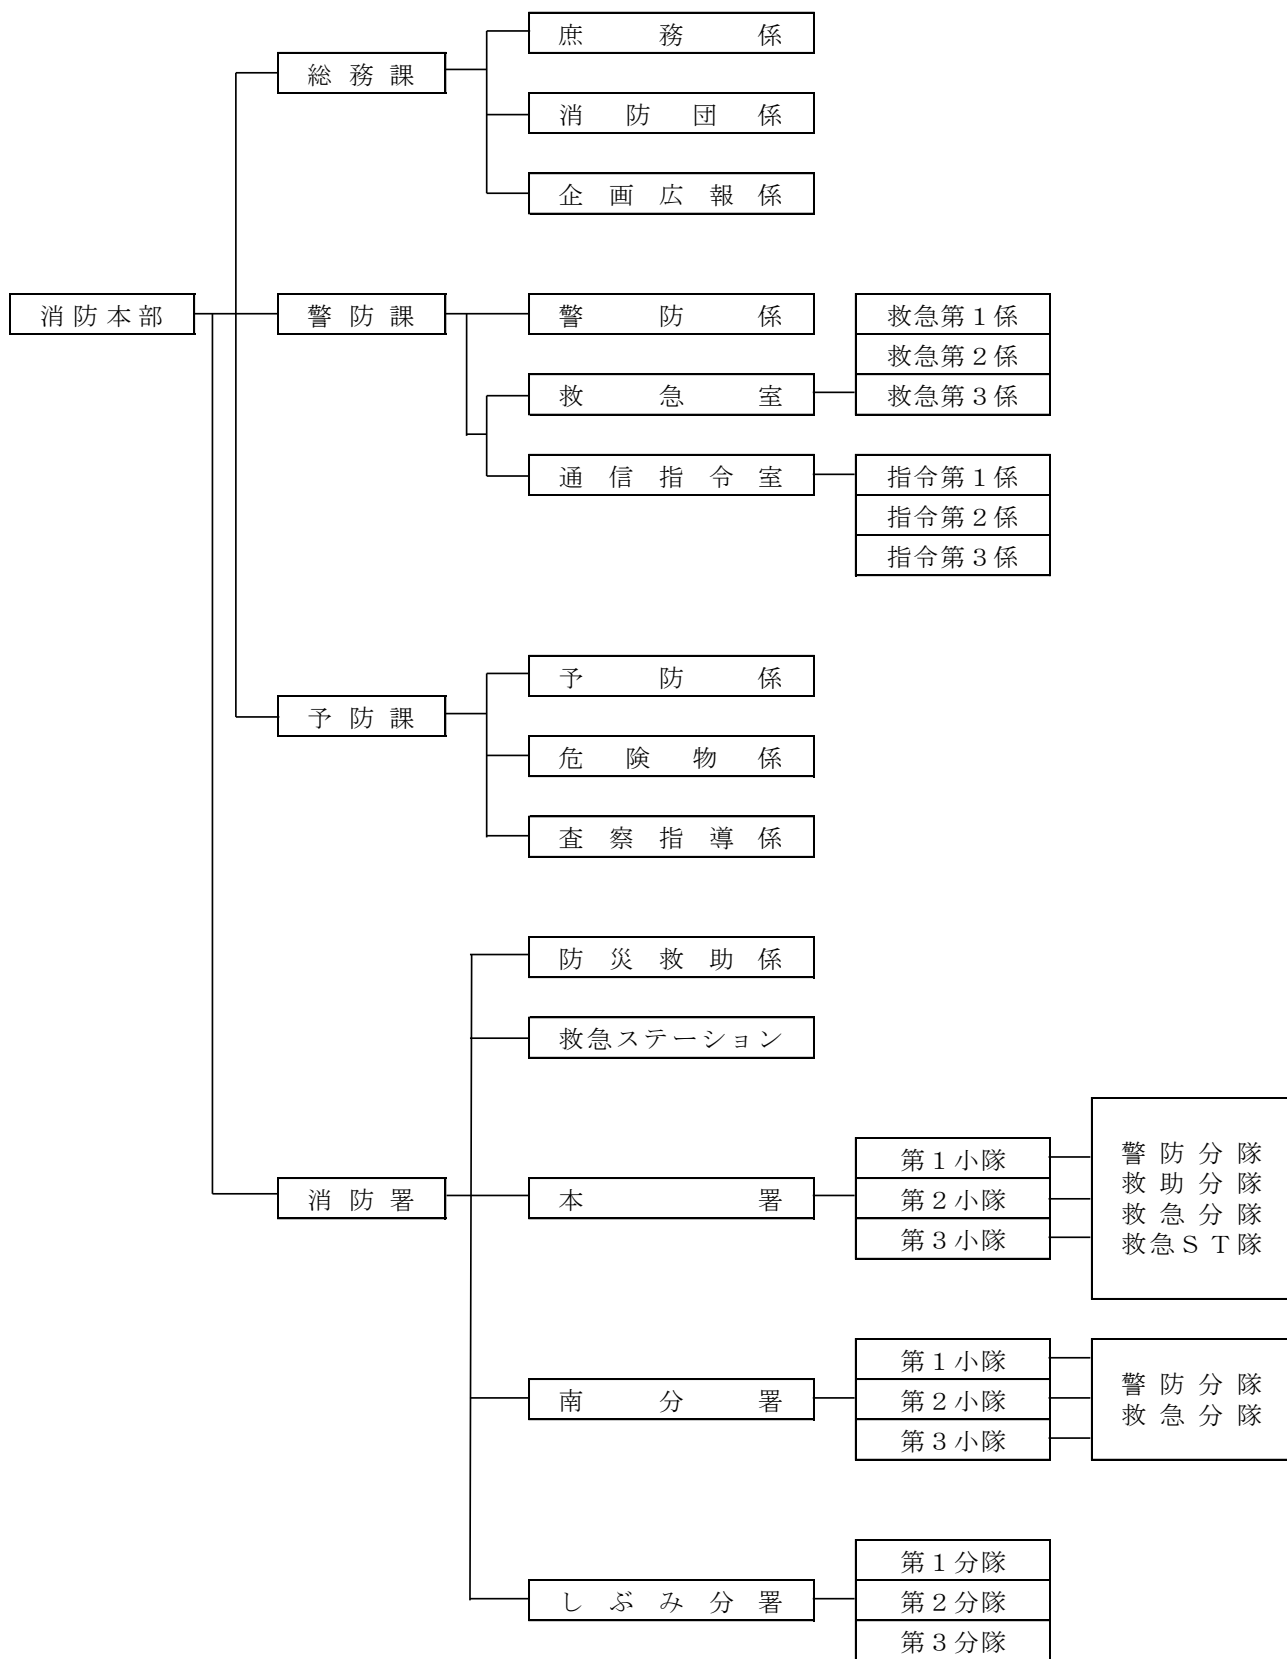 消防本部
総務課
庶務係
消防団係
企画広報係
警防課
警防係
救急室
救急第１係
救急第２係
救急第３係
通信指令室
指令第１係
指令第２係
指令第３係
予防課
予防係
危険物係
査察指導係
消防署
防災救助係
救急ステーション
本署
第１小隊
第２小隊
第３小隊
警防分隊
救助分隊
救急分隊
救急ＳＴ隊
南分署
第１小隊
第２小隊
第３小隊
警防分隊
救急分隊
しぶみ分署
第１分隊
第２分隊
第３分隊